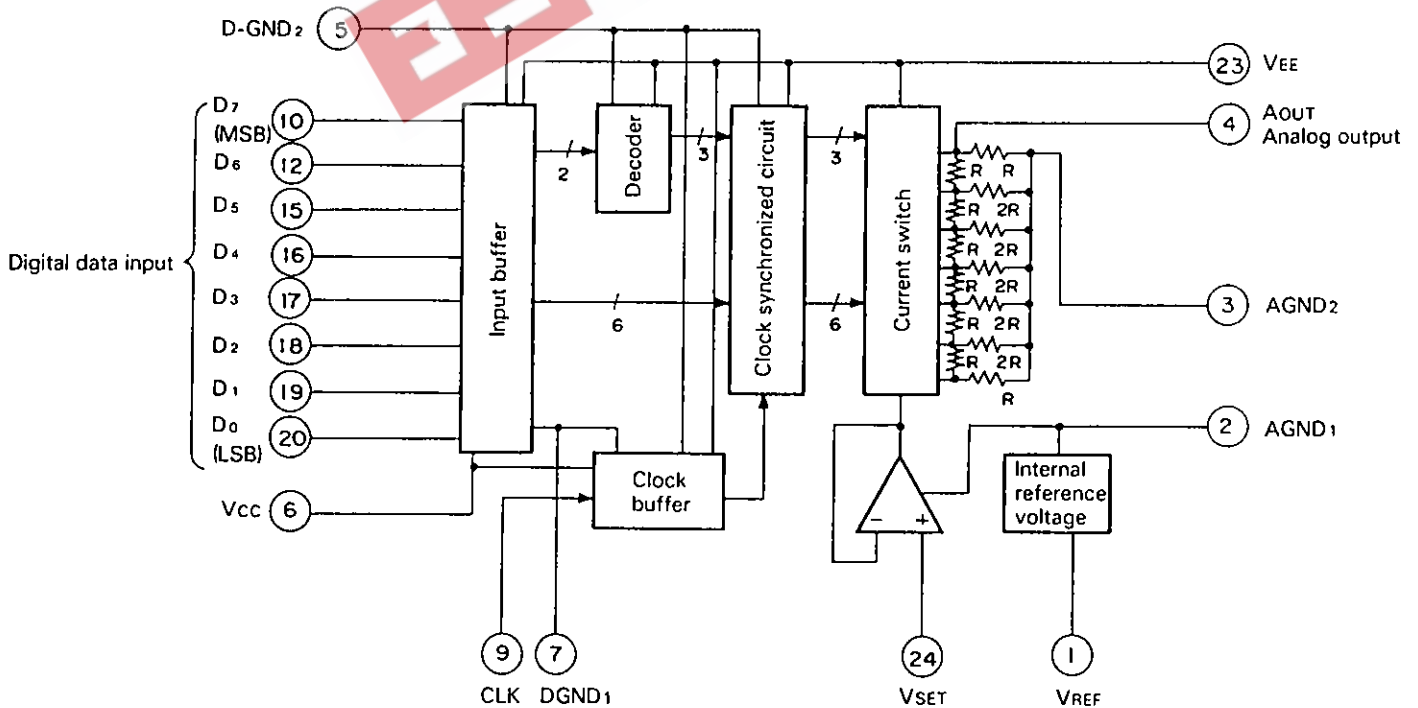 D-GND2 5
23 VEE
D7 (MSB) 10
4 AOUT
Analog output
D6 12
D5 15
D4 16
D3 17
D2 18
D1 19
D0 (LSB) 20
Digital data input
VCC 6
Input buffer
2
Decoder
3
6
Clock synchronized circuit
3
6
Current switch
R R
R 2R
R 2R
R 2R
R 2R
R
3 AGND2
2 AGND1
Clock
buffer
Internal
reference
voltage
- +
9
CLK
7
DGND1
24
VSET
1
VREF